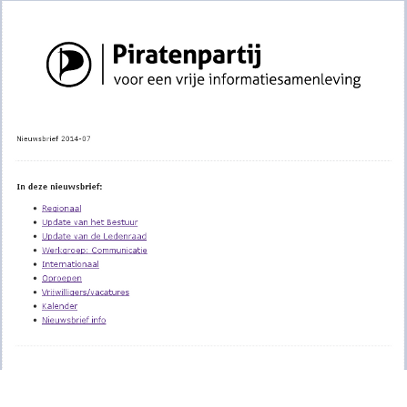 Piratenpartij
voor een vrije informatiesamenleving
Nieuwsbrief 2014-07
In deze nieuwsbrief:
Regionaal
Update van het Bestuur
Update van de Ledenraad
Werkgroep: Communicatie
Internationaal
Oproepen
Vrijwilligers/vacatures
Kalender
Nieuwsbrief info